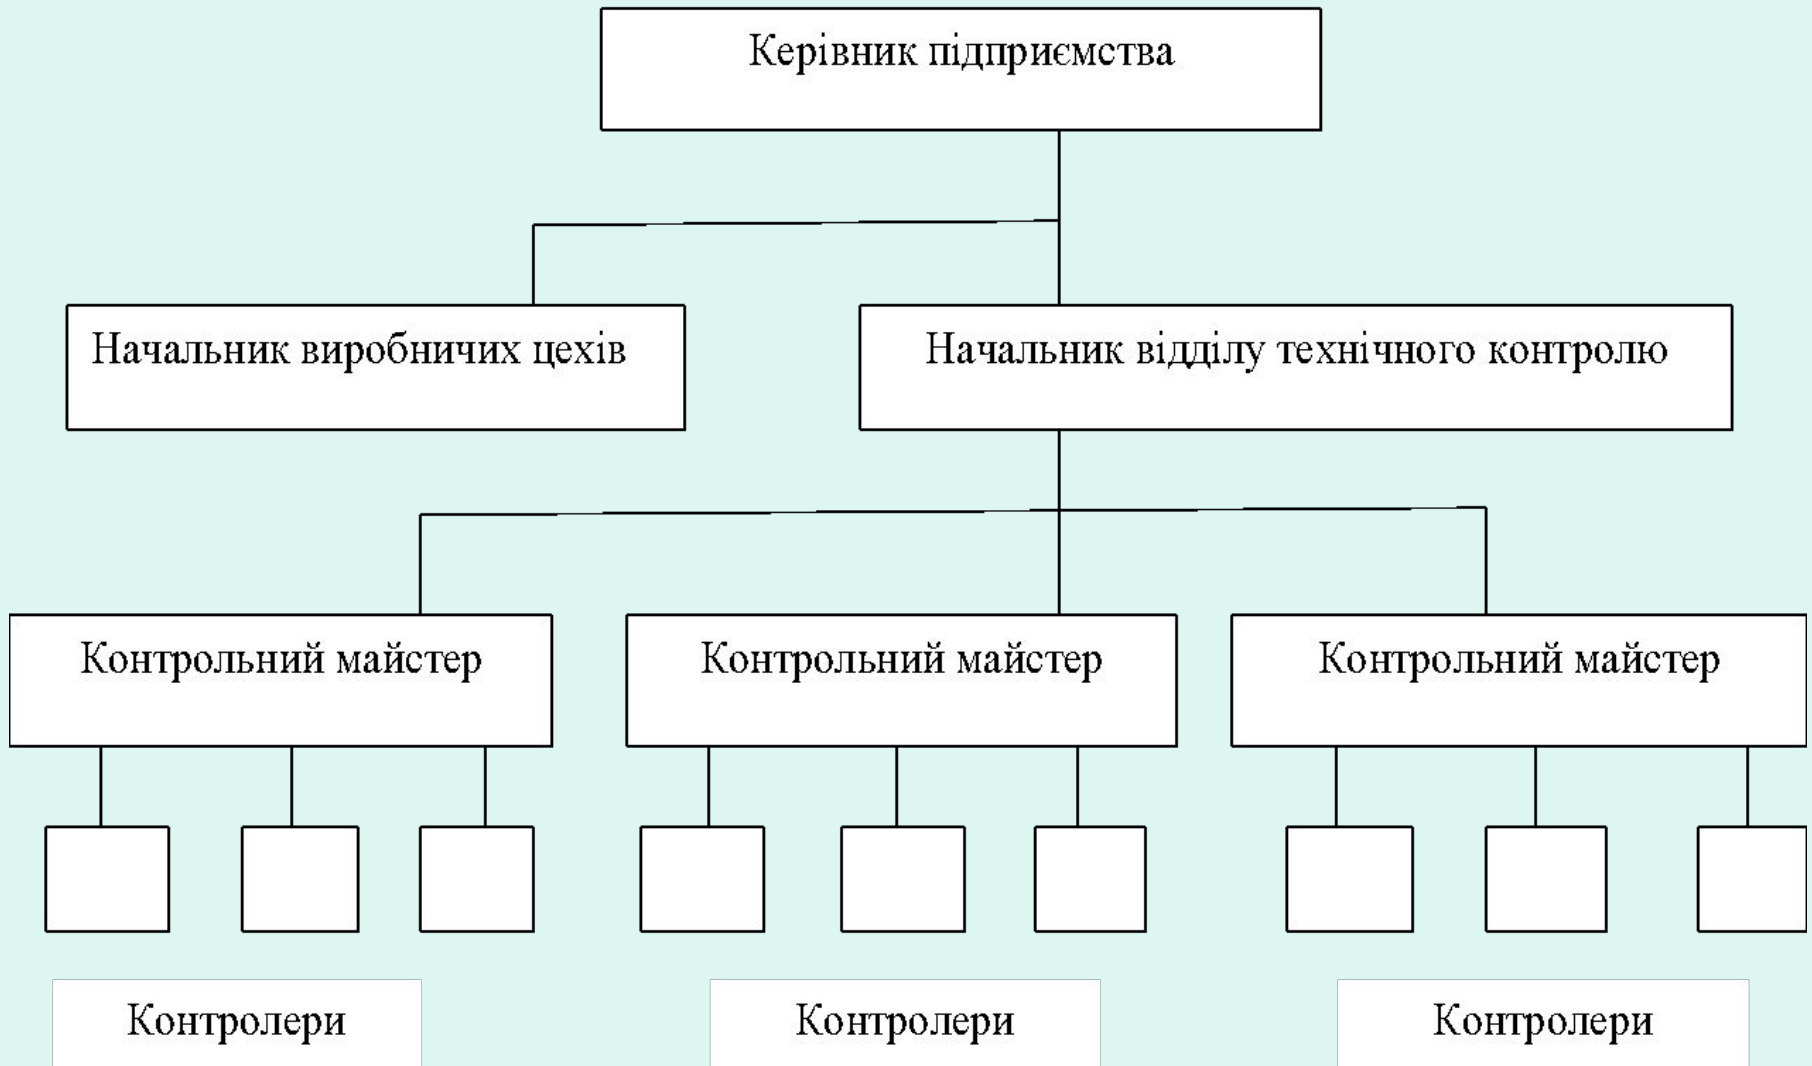 Керівник підприємства
Начальник виробничих цехів
Начальник відділу технічного контролю
Контрольний майстер
Контрольний майстер
Контрольний майстер
Контролери
Контролери
Контролери